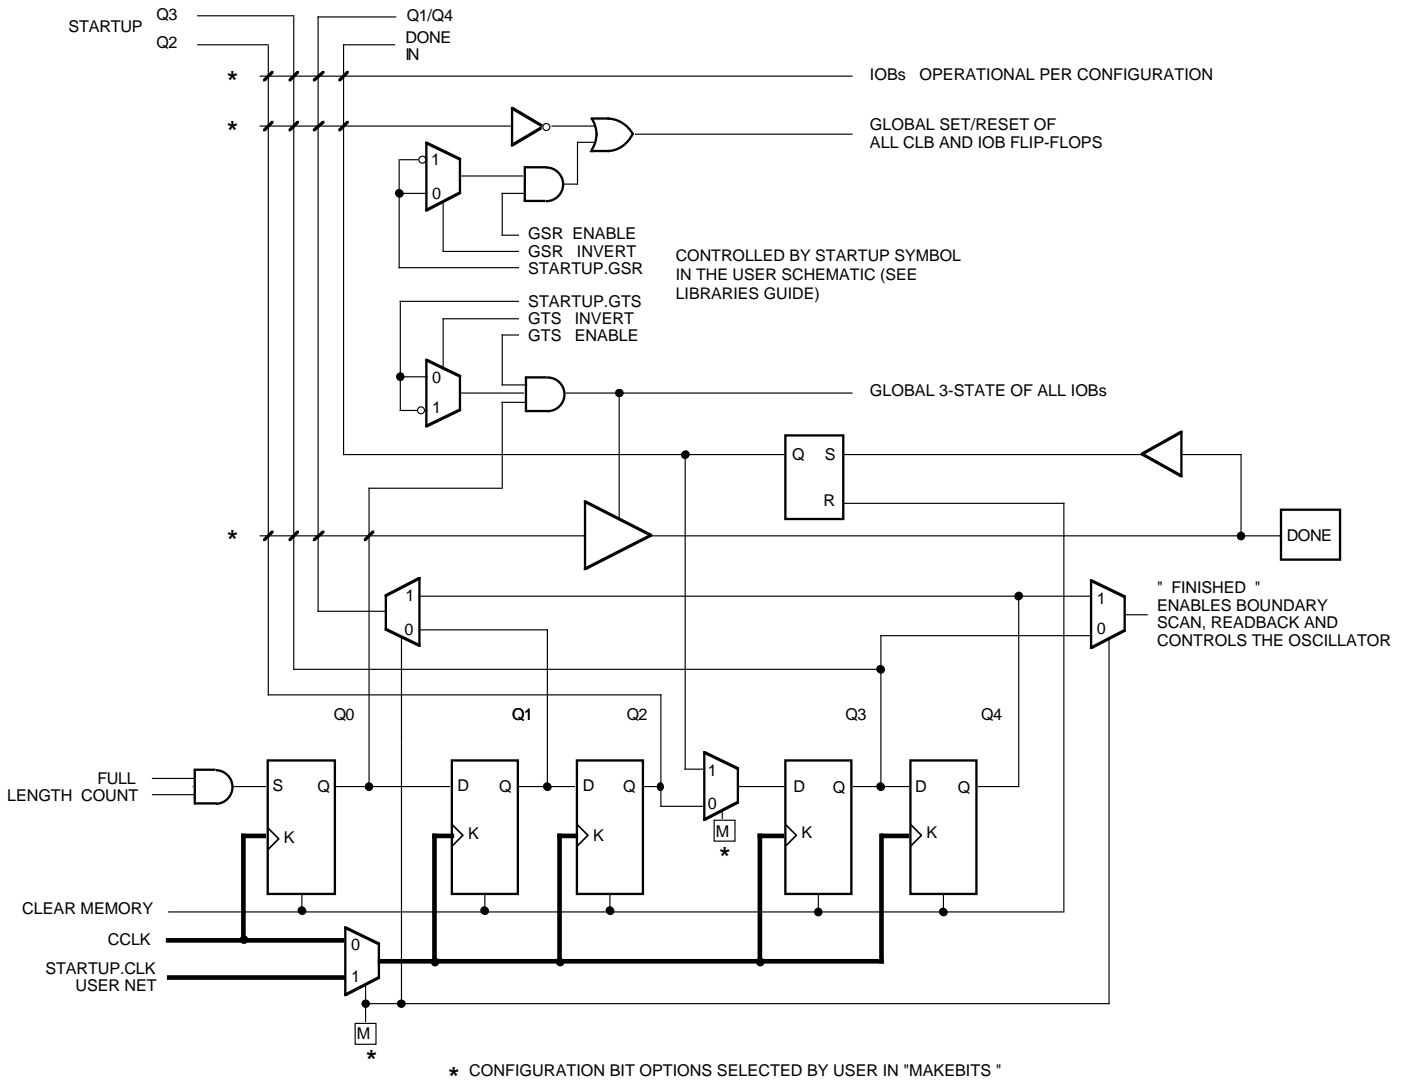 STARTUP
Q3
Q2
Q1/Q4
DONE
IN
*
IOBs OPERATIONAL PER CONFIGURATION
*
GLOBAL SET/RESET OF
ALL CLB AND IOB FLIP-FLOPS
1
0
GSR ENABLE
GSR INVERT
STARTUP.GSR
CONTROLLED BY STARTUP SYMBOL
IN THE USER SCHEMATIC (SEE
LIBRARIES GUIDE)
STARTUP.GTS
GTS INVERT
GTS ENABLE
0
1
GLOBAL 3-STATE OF ALL IOBs
Q S
R
*
DONE
1
0
1
0
" FINISHED "
ENABLES BOUNDARY
SCAN, READBACK AND
CONTROLS THE OSCILLATOR
Q0
Q1
Q2
Q3
Q4
FULL
LENGTH COUNT
S Q
K
D Q
K
D Q
K
1
0
M
*
D Q
K
D Q
K
CLEAR MEMORY
CCLK
STARTUP.CLK
USER NET
0
1
M
*
* CONFIGURATION BIT OPTIONS SELECTED BY USER IN "MAKEBITS "